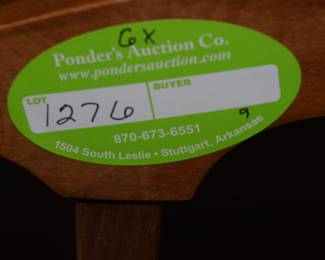 6X
Ponder's Auction Co.
www.pondersauction.com
LOT BUYER
1276
870-673-6551
9
1504 South Leslie • Stuttgart, Arkansas